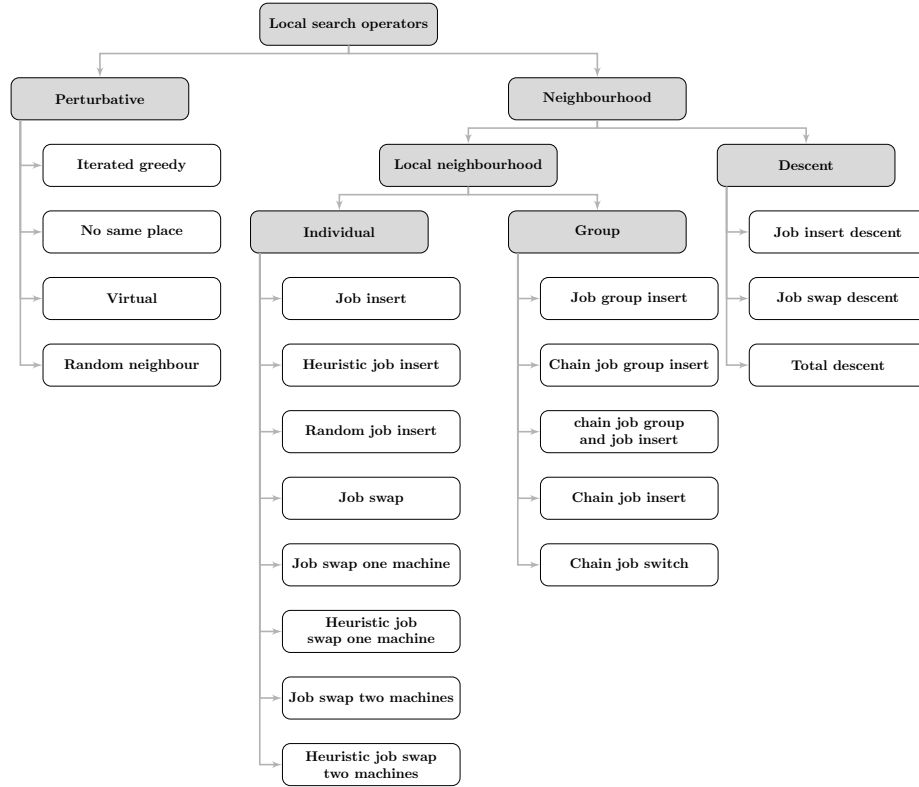 Local search operators
Perturbative
Neighbourhood
Iterated greedy
Local neighbourhood
Descent
No same place
Individual
Group
Job insert descent
Virtual
Job insert
Job group insert
Job swap descent
Random neighbour
Heuristic job insert
Chain job group insert
Total descent
Random job insert
chain job group
and job insert
Job swap
Chain job insert
Job swap one machine
Chain job switch
Heuristic job
swap one machine
Job swap two machines
Heuristic job swap
two machines